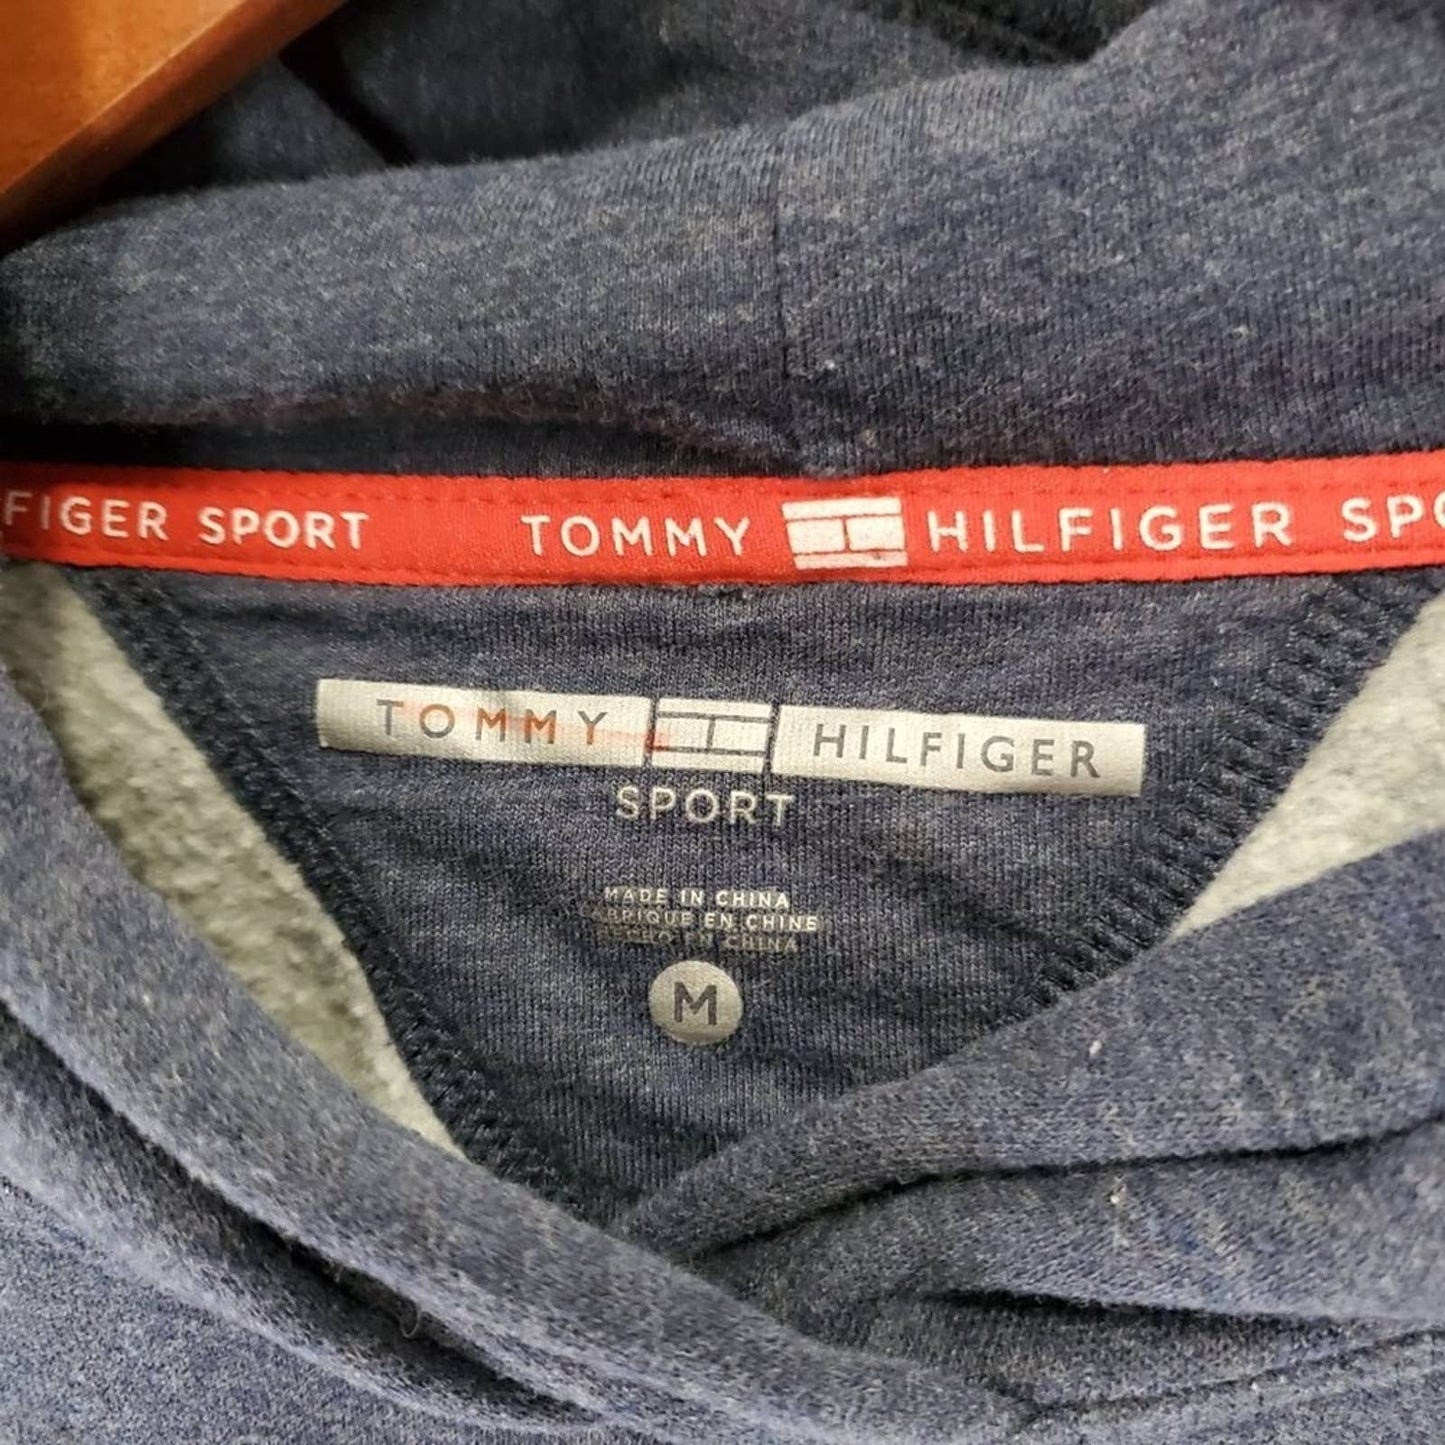 FIGER SPORT TOMMY HILFIGER SPO
TOMMY HILFIGER
SPORT
MADE IN CHINA
FABRIQUE EN CHINE
HECHO EN CHINA
M